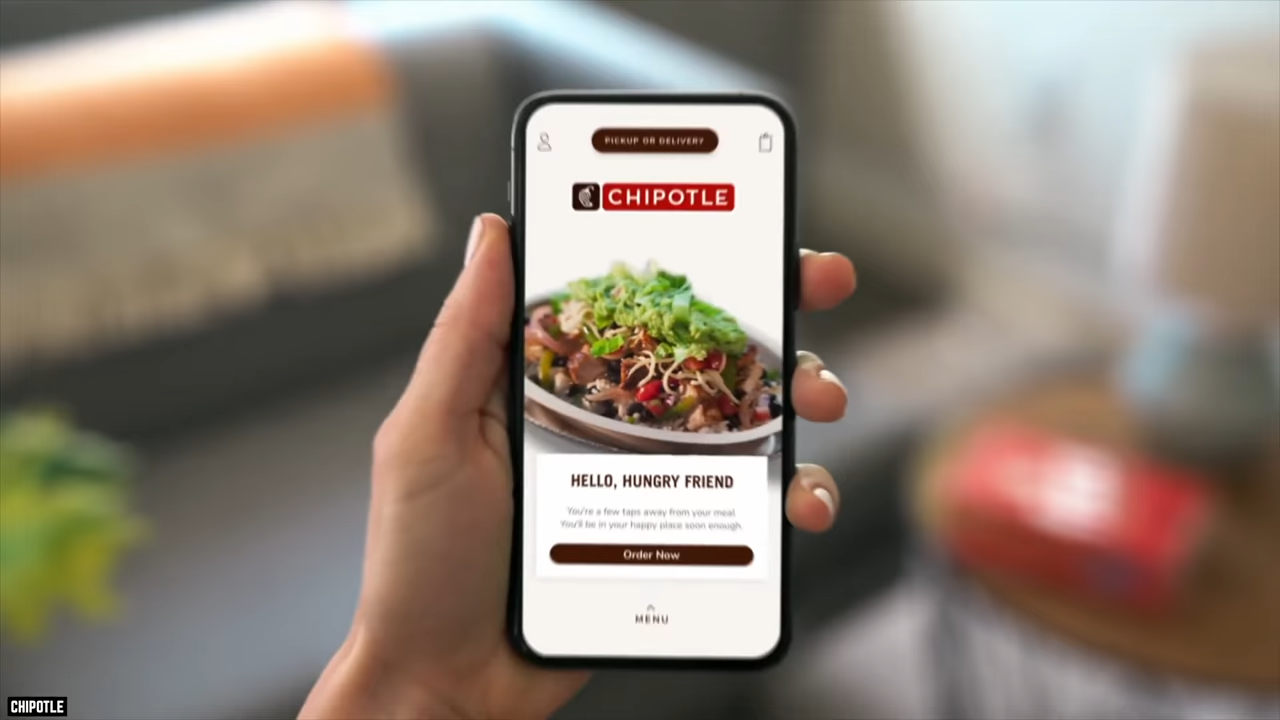 PICKUP OR DELIVERY
CHIPOTLE
HELLO, HUNGRY FRIEND
You're a few taps away from your meal.
You'll be in your happy place soon enough.
Order Now
MENU
CHIPOTLE